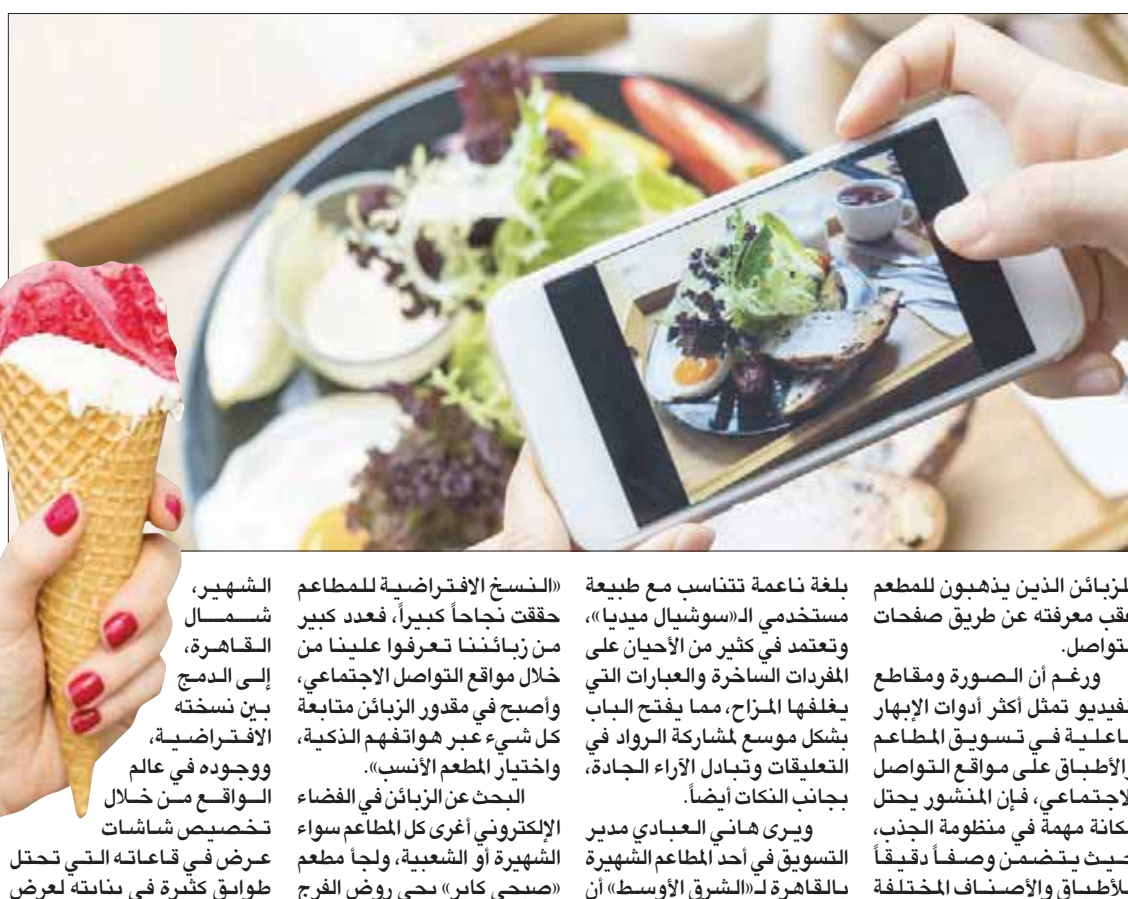 للزبائن الذين يذهبون للمطعم
عقب معرفته عن طريق صفحات
التواصل.
ورغم أن الصورة ومقاطع
الفيديو تمثل أكثر أدوات الإبهار
فاعلية في تسويق المطاعم
والأطباق على مواقع التواصل
الاجتماعي، فإن المنشور يحتل
مكانة مهمة في منظومة الجذب،
حيث يتضمن وصفاً دقيقاً
للأطباق والأصناف المختلفة
بلغة ناعمة تتناسب مع طبيعة
مستخدمي الـ«سوشيال ميديا»،
وتعتمد في كثير من الأحيان على
المفردات الساخرة والعبارات التي
يغلفها المزاح، مما يفتح الباب
بشكل موسع لمشاركة الرواد في
التعليقات وتبادل الآراء الجادة،
بجانب النكات أيضاً.
ويرى هاني العبادي مدير
التسويق في أحد المطاعم الشهيرة
بالقاهرة لـ«الشرق الأوسط» أن
«النسخ الافتراضية للمطاعم
حققت نجاحاً كبيراً، فعدد كبير
من زبائننا تعرفوا علينا من
خلال مواقع التواصل الاجتماعي،
وأصبح في مقدور الزبائن متابعة
كل شيء عبر هواتفهم الذكية،
واختيار المطعم الأنسب».
البحث عن الزبائن في الفضاء
الإلكتروني أغرى كل المطاعم سواء
الشهيرة أو الشعبية، ولجأ مطعم
«صبحي كابر» بحي روض الفرج
الشهير،
شمال
القاهرة،
إلى الدمج
بين نسخته
الافتراضية،
ووجوده في عالم
الواقع من خلال
تخصيص شاشات
عرض في قاعاته التي تحتل
طوابق كثيرة في بنايته لعرض